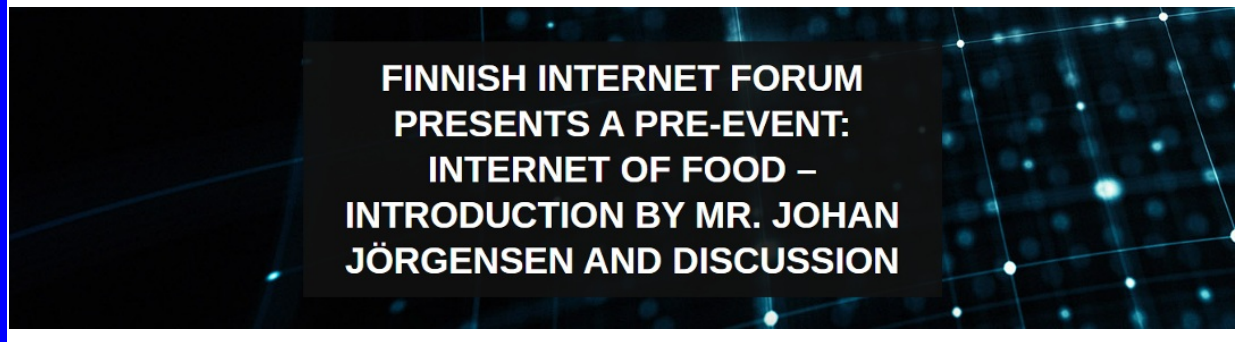 FINNISH INTERNET FORUM
PRESENTS A PRE-EVENT:
INTERNET OF FOOD –
INTRODUCTION BY MR. JOHAN
JÖRGENSEN AND DISCUSSION